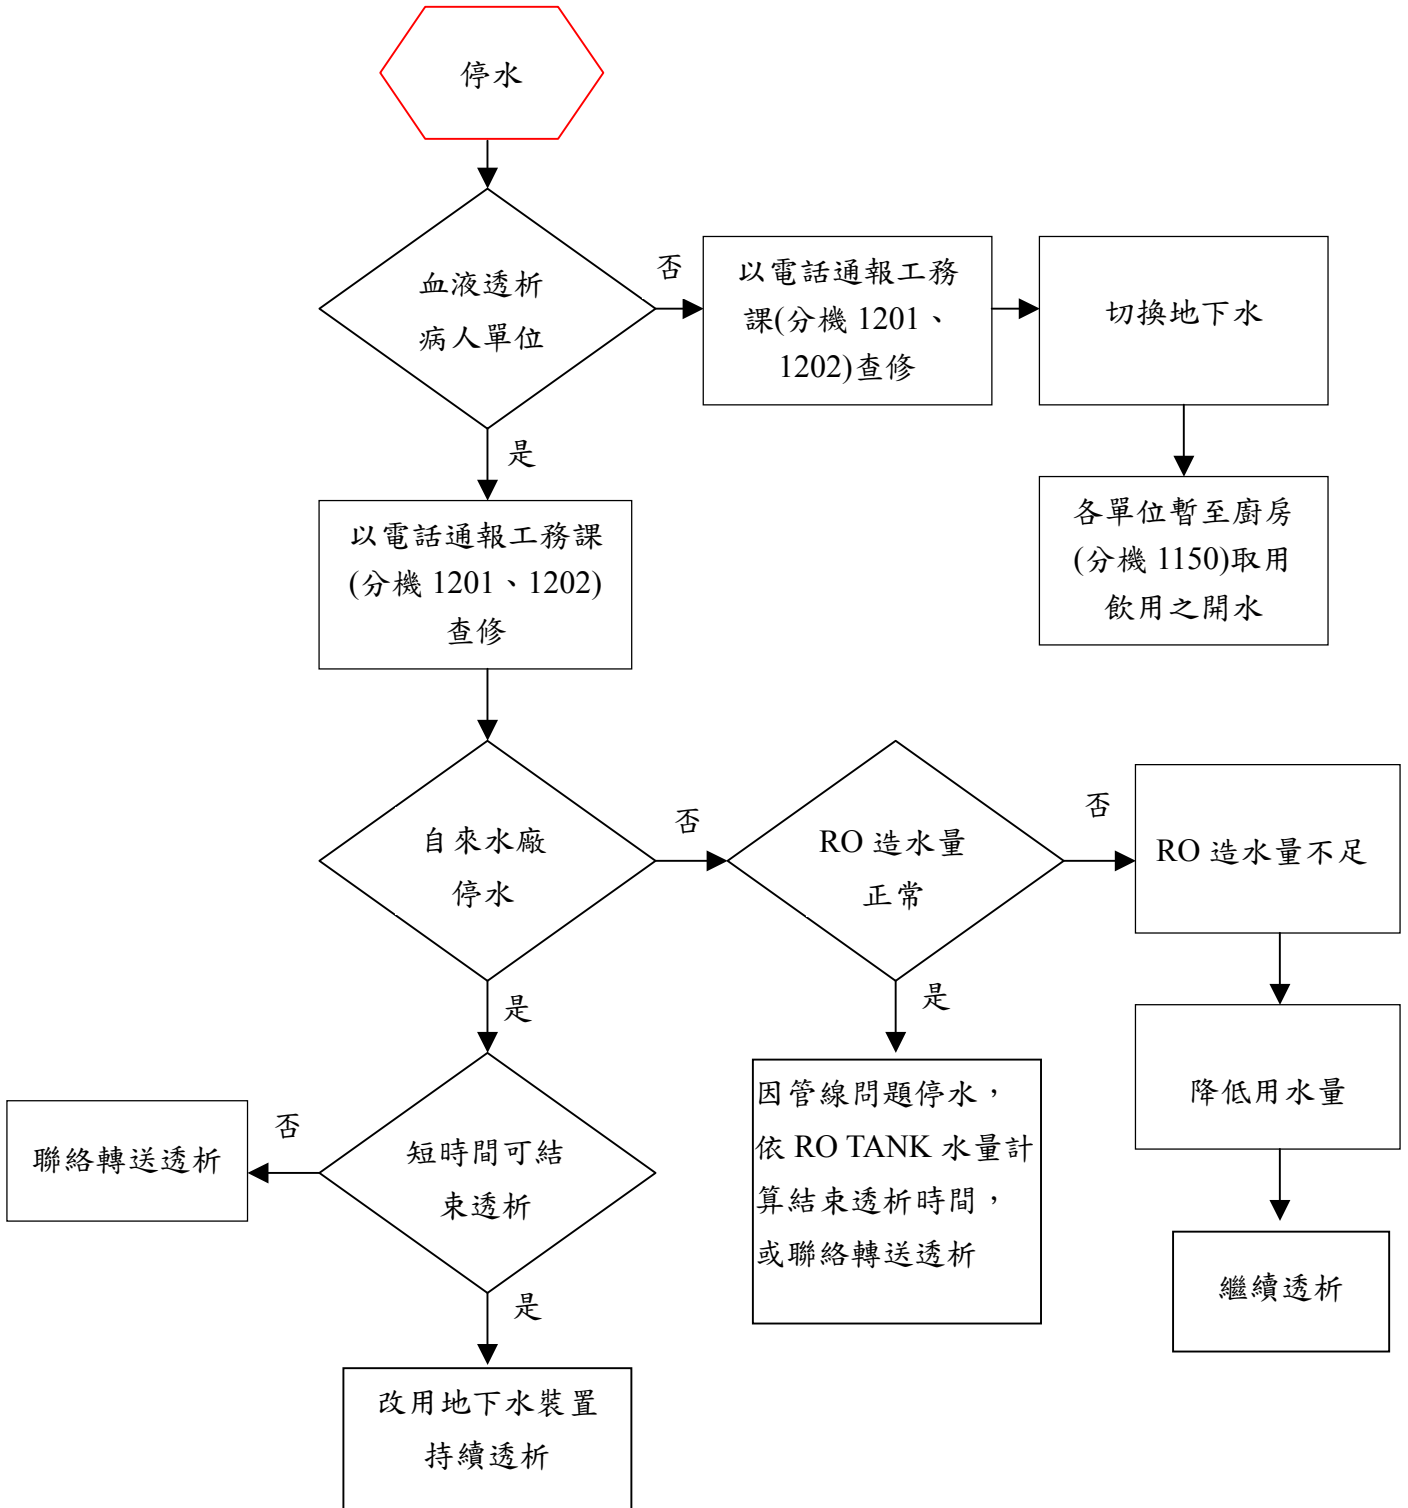 停水
血液透析
病人單位
否
以電話通報工務
課(分機 1201、
1202)查修
切換地下水
是
各單位暫至廚房
(分機 1150)取用
飲用之開水
以電話通報工務課
(分機 1201、1202)
查修
自來水廠
停水
否
RO 造水量
正常
否
RO 造水量不足
是
是
降低用水量
因管線問題停水，
依 RO TANK 水量計
算結束透析時間，
或聯絡轉送透析
聯絡轉送透析
否
短時間可結
束透析
繼續透析
是
改用地下水裝置
持續透析